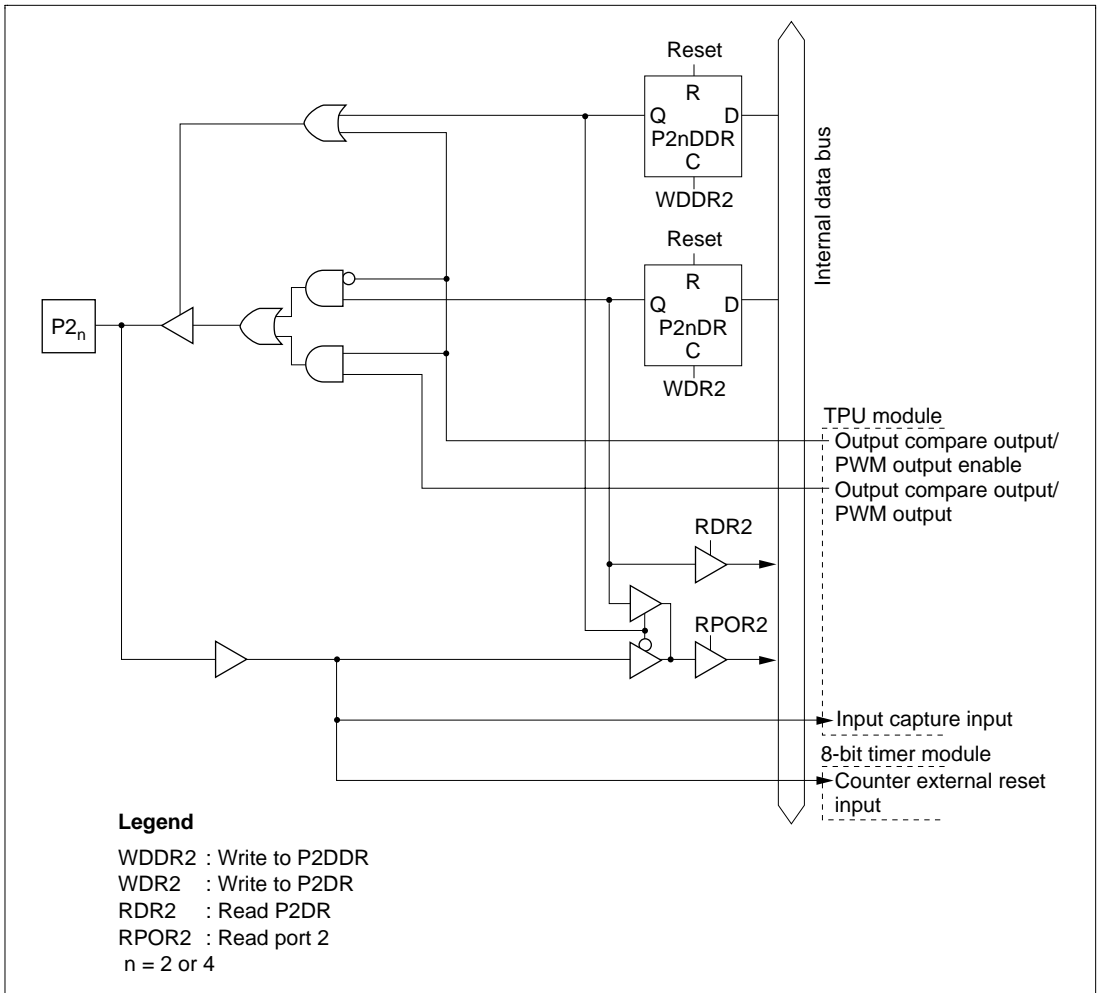 Reset
R
Q D
P2nDDR
C
WDDR2
Internal data bus
Reset
R
Q D
P2nDR
C
WDR2
P2n
TPU module
Output compare output/
PWM output enable
Output compare output/
PWM output
RDR2
RPOR2
Input capture input
8-bit timer module
Counter external reset
input
Legend
WDDR2 : Write to P2DDR
WDR2 : Write to P2DR
RDR2 : Read P2DR
RPOR2 : Read port 2
n = 2 or 4